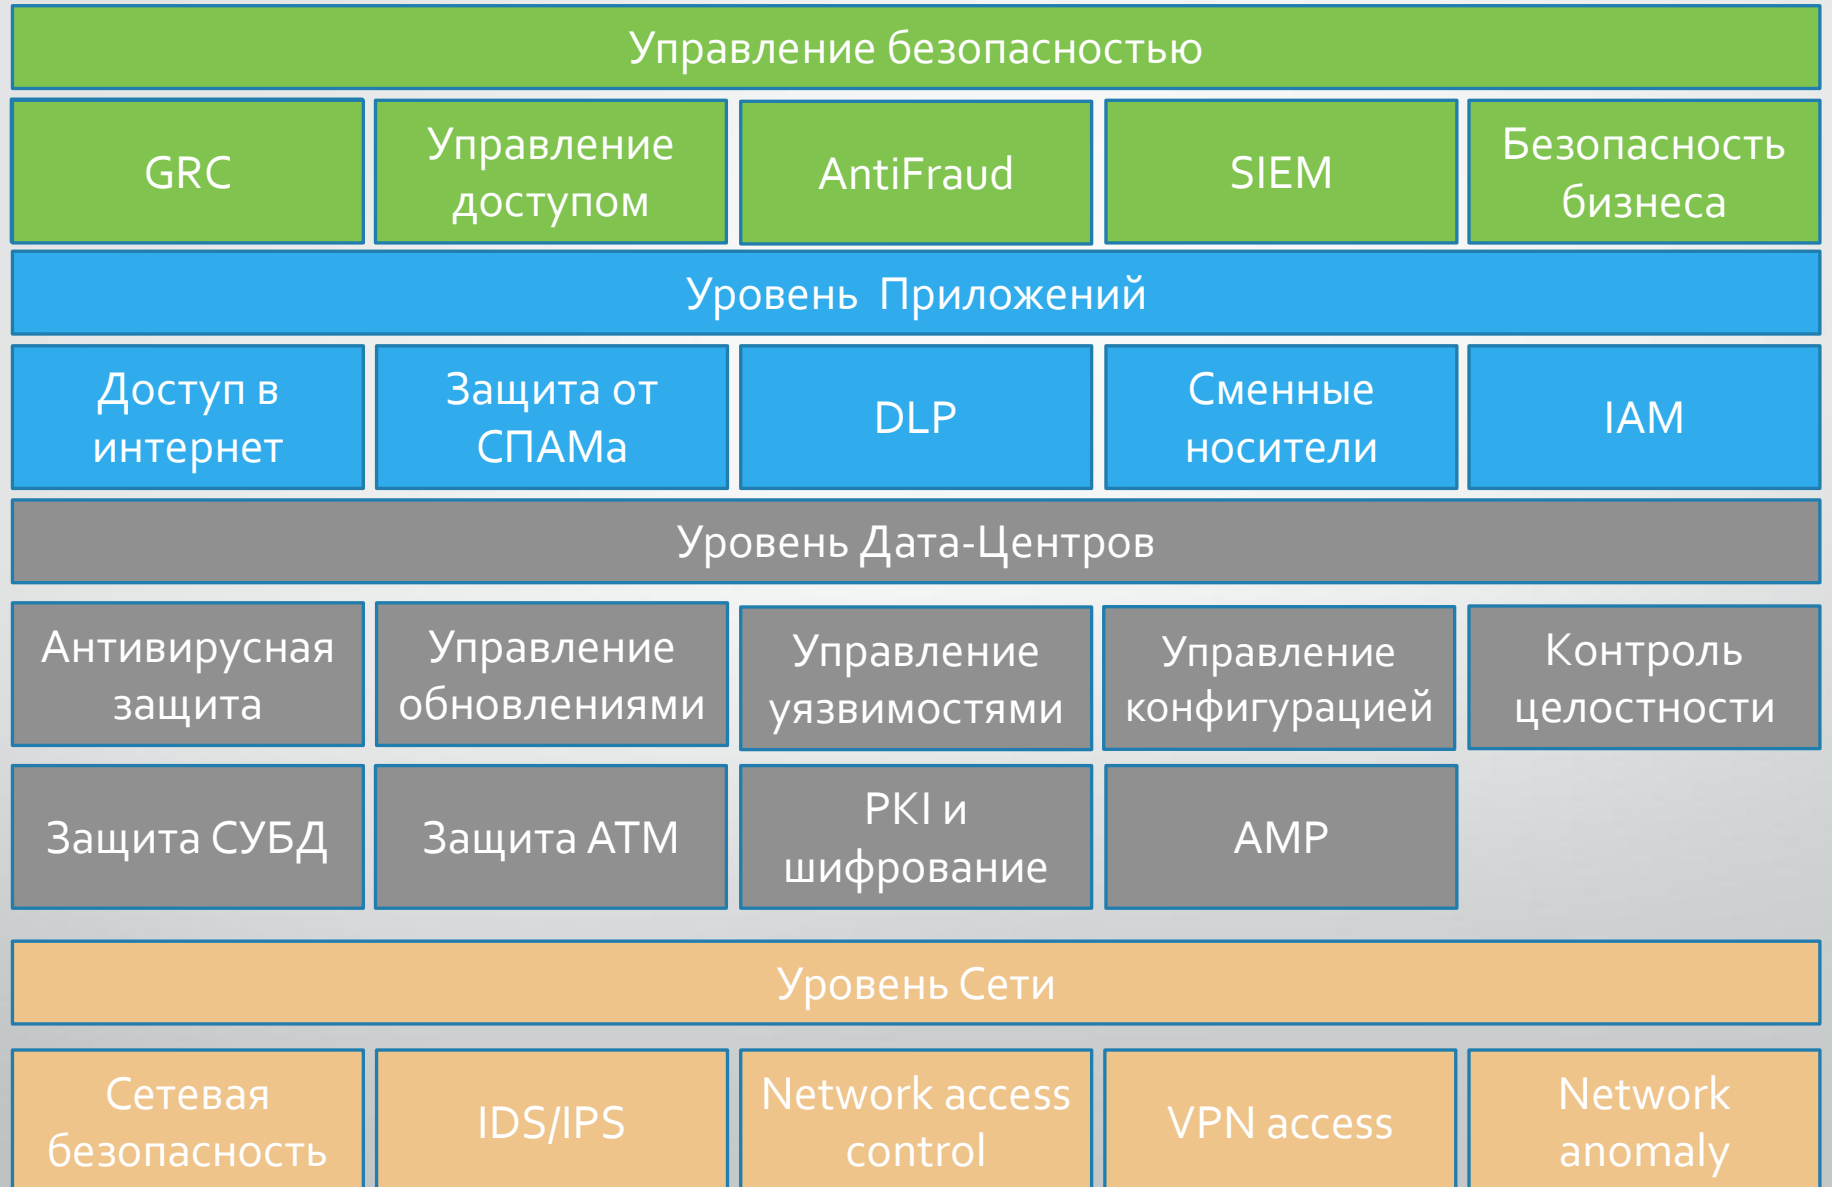 Управление безопасностью
GRC
Управление
доступом
AntiFraud
SIEM
Безопасность
бизнеса
Уровень Приложений
Доступ в
интернет
Защита от
СПАМа
DLP
Сменные
носители
IAM
Уровень Дата-Центров
Антивирусная
защита
Управление
обновлениями
Управление
уязвимостями
Управление
конфигурацией
Контроль
целостности
Защита СУБД
Защита ATM
PKI и
шифрование
AMP
Уровень Сети
Сетевая
безопасность
IDS/IPS
Network access
control
VPN access
Network
anomaly